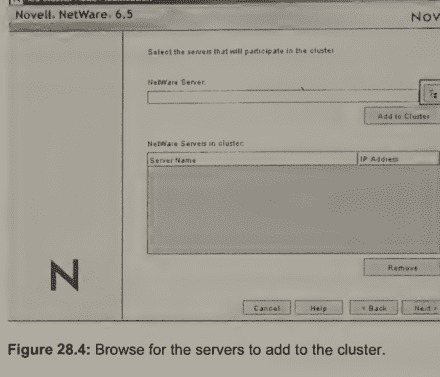 Novell. NetWare. 6.5
Select the servers that will participate in the cluster
NetWare Server:
Add to Cluster
NetWare Servers in cluster:
Server Name IP Address
Remove
N
Cancel Help < Back Next >
Figure 28.4: Browse for the servers to add to the cluster.